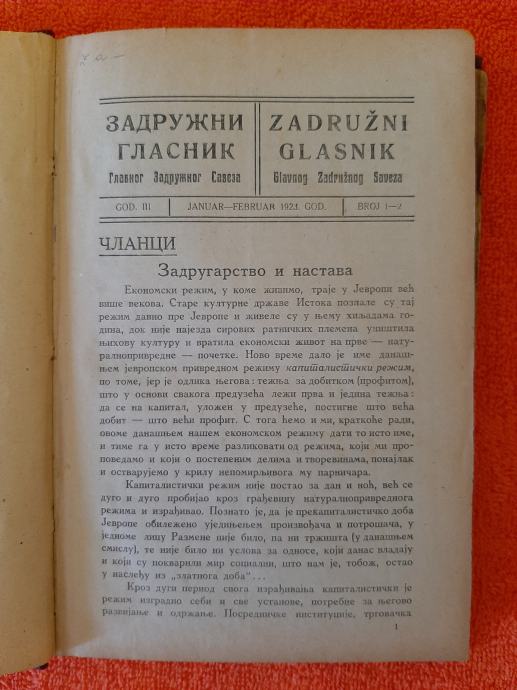 ЗАДРУЖНИ
ГЛАСНИК
Главног Задружног Савеза
ZADRUŽNI
GLASNIK
Glavnog Zadružnog Saveza
GOD. III
JANUAR—FEBRUAR 1923. GOD.
BROJ 1—2
ЧЛАНЦИ
Задругарство и настава
Економски режим, у коме живимо, траје у Јевропи већ
више векова. Старе културне државе Истока познале су тај
режим давно пре Јевропе и живеле су у њему хиљадама го-
дина, док није најезда сирових ратничких племена уништила
њихову културу и вратила економски живот на прве — нату-
ралнопривредне — почетке. Ново време дало је име данаш-
њем јевропском привредном режиму капиталистички режим,
по томе, јер је одлика његова: тежња за добитком (профитом),
што у основи свакога предузећа лежи прва и једина тежња:
да се на капитал, уложен у предузеће, постигне што већа
добит — што већи профит. С тога ћемо и ми, краткоће ради,
овоме данашњем нашем економском режиму дати то исто име,
и тиме га у исто време разликовати од режима, који ми про-
поведамо и који о постепеним делима и творевинама, понајлак
и остварујемо у крилу непомирљивога му парничара.
Капиталистички режим није постао за дан и ноћ, већ се
дуго и дуго пробијао кроз грађевину натуралнопривреднога
режима и израђивао. Познато је, да је прекапиталистичко доба
Јевропе обилежено уједињењем произвођача и потрошача, у
једноме лицу Размене није било, па ни тржишта (у данашњем
смислу), те није било ни услова за односе, који данас владају
и који су покварили мир социални, што нам је, тобож, остао
у наслеђу из „златнога доба“...
Кроз дуги период свога израђивања капиталистички је
режим изградио себи и све установе, потребне за његово
развијање и одржање. Посредничке институције, трговачка
1